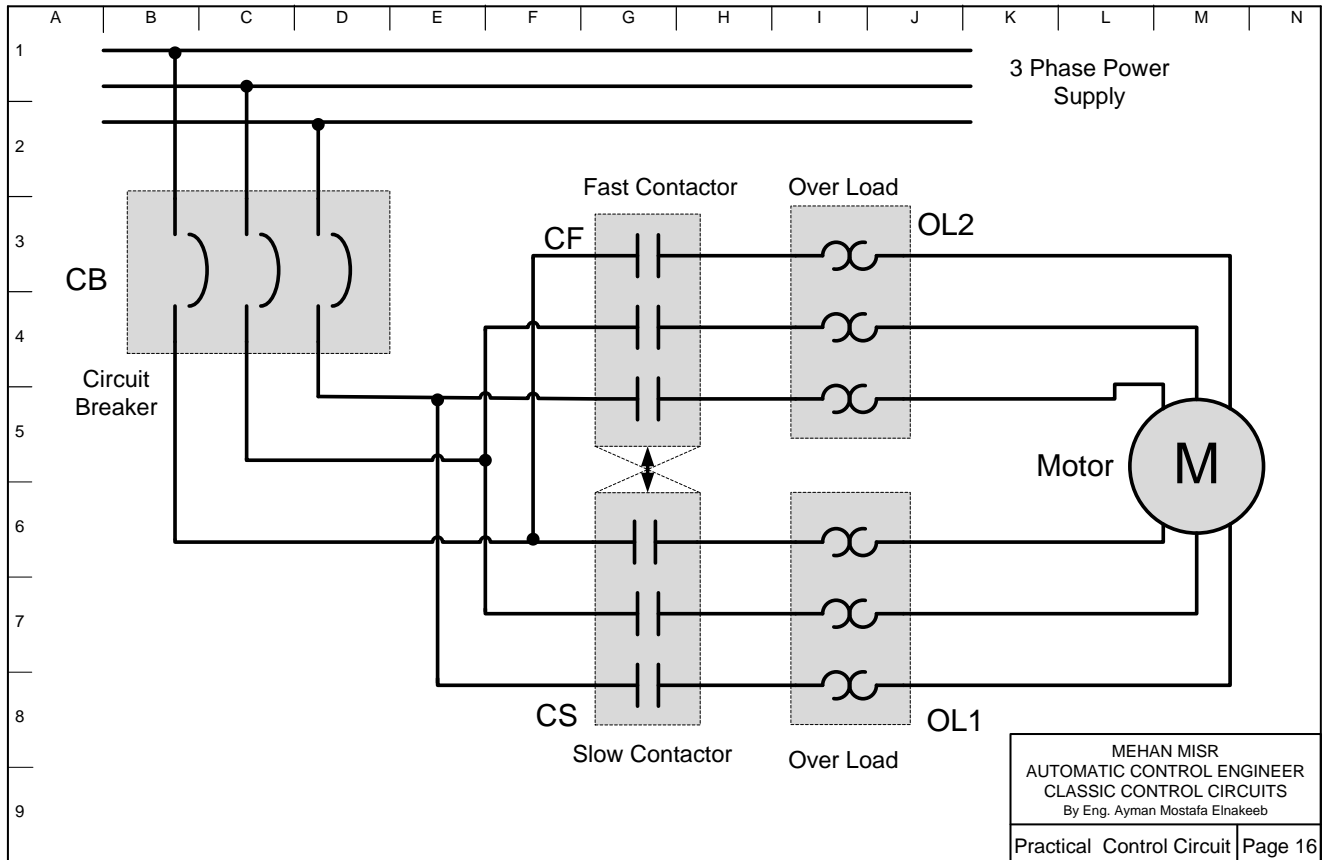 A B C D E F G H I J K L M N
1
3 Phase Power
Supply
2
Fast Contactor
Over Load
3
CF
OL2
CB
4
Circuit
Breaker
5
Motor
M
6
7
8
CS
OL1
Slow Contactor
Over Load
9
MEHAN MISR
AUTOMATIC CONTROL ENGINEER
CLASSIC CONTROL CIRCUITS
By Eng. Ayman Mostafa Elnakeeb
Practical Control Circuit
Page 16